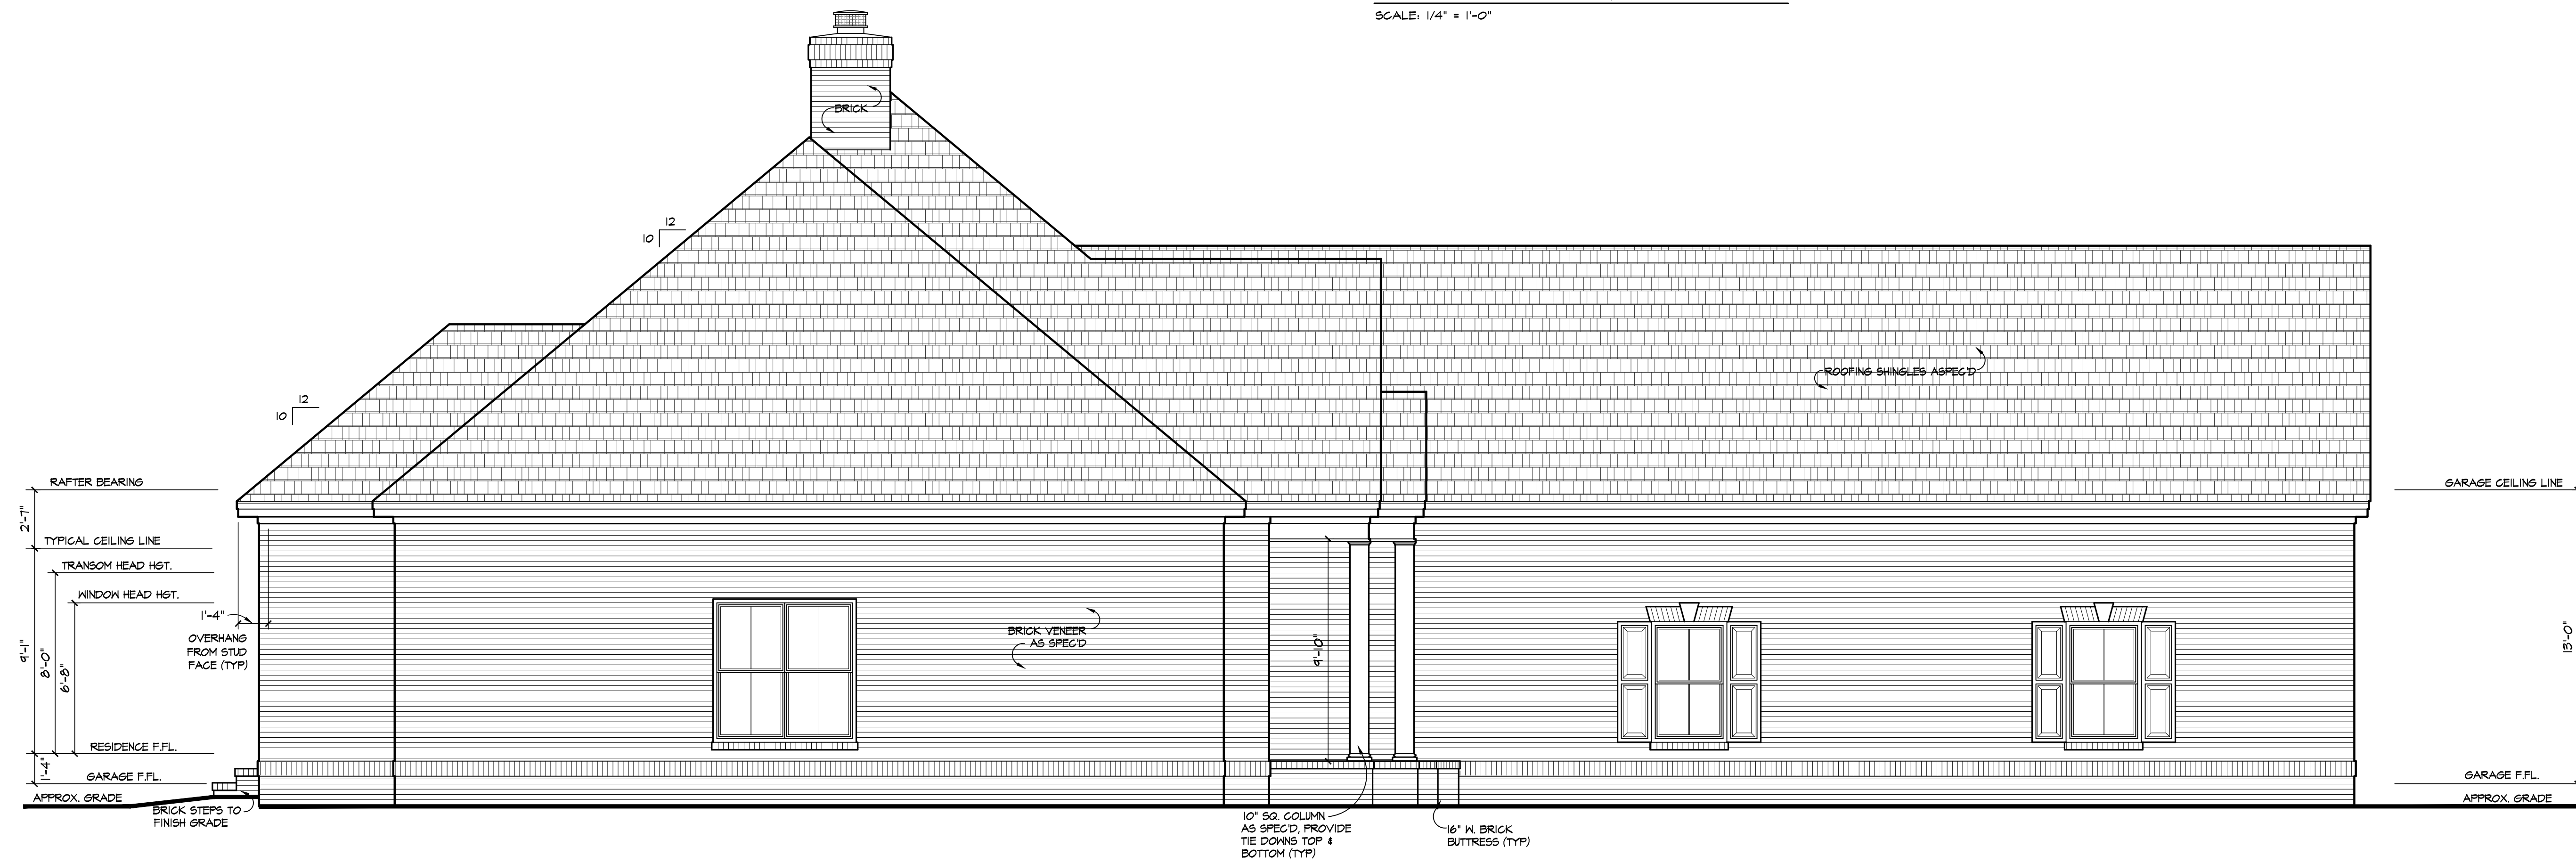 SCALE: 1/4" = 1'-0"
BRICK
12
10
12
10
ROOFING SHINGLES ASPEC'D
RAFTER BEARING
GARAGE CEILING LINE
2'-7"
TYPICAL CEILING LINE
TRANSOM HEAD HGT.
WINDOW HEAD HGT.
1'-4"
OVERHANG
FROM STUD
FACE (TYP)
BRICK VENEER
AS SPEC'D
9'-1"
8'-0"
6'-8"
9'-10"
13'-0"
RESIDENCE F.FL.
1'-4"
GARAGE F.FL.
GARAGE F.FL.
APPROX. GRADE
APPROX. GRADE
BRICK STEPS TO
FINISH GRADE
10" SQ. COLUMN
AS SPEC'D, PROVIDE
TIE DOWNS TOP &
BOTTOM (TYP)
16" W. BRICK
BUTTRESS (TYP)